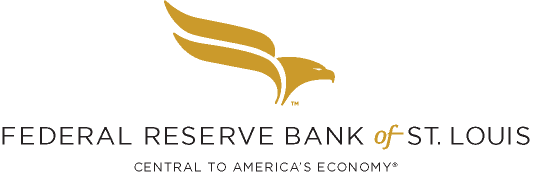 ™
FEDERAL RESERVE BANK of ST. LOUIS
CENTRAL TO AMERICA'S ECONOMY®